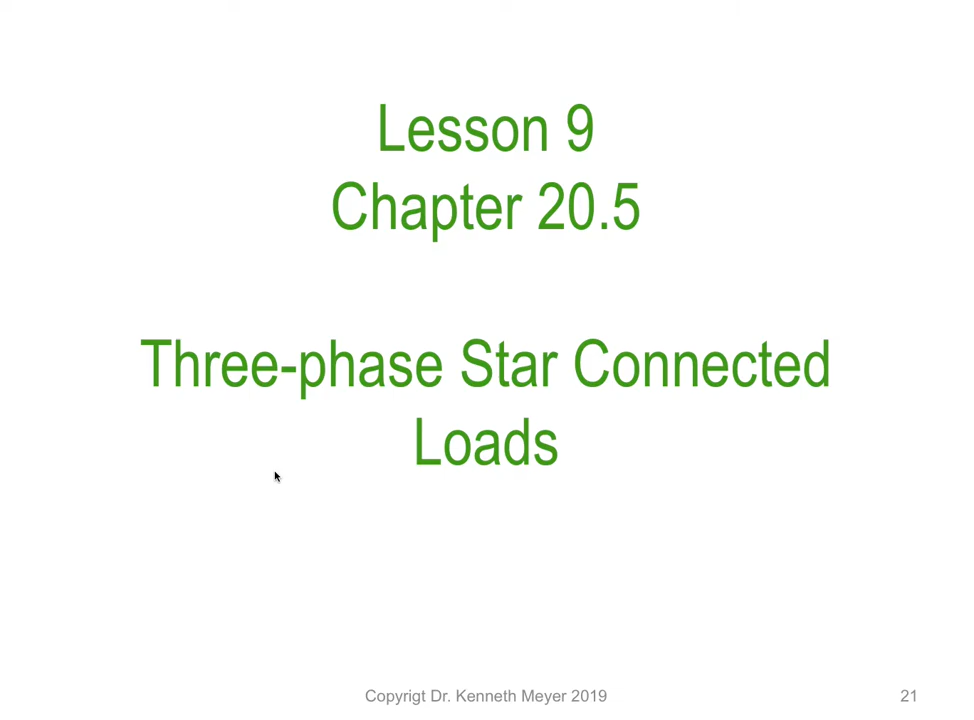 Lesson 9
Chapter 20.5
Three-phase Star Connected
Loads
Copyrigt Dr. Kenneth Meyer 2019
21